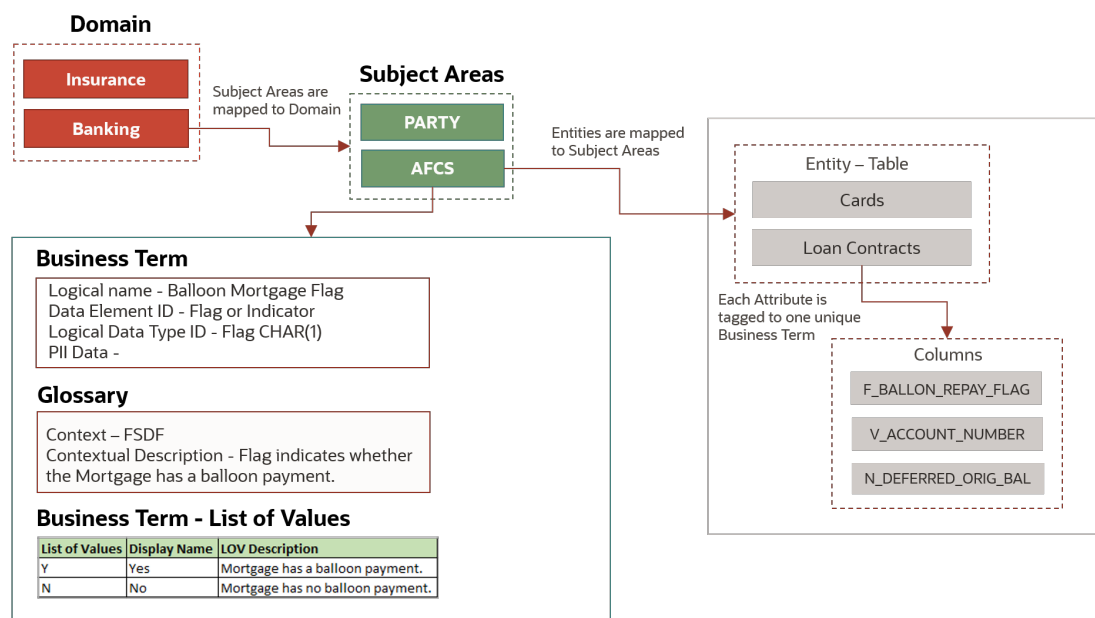 Domain
Insurance
Banking
Subject Areas are
mapped to Domain
Subject Areas
PARTY
AFCS
Entities are mapped
to Subject Areas
Entity – Table
Cards
Loan Contracts
Each Attribute is
tagged to one unique
Business Term
Columns
F_BALLON_REPAY_FLAG
V_ACCOUNT_NUMBER
N_DEFERRED_ORIG_BAL
Business Term
Logical name - Balloon Mortgage Flag
Data Element ID - Flag or Indicator
Logical Data Type ID - Flag CHAR(1)
PII Data -
Glossary
Context – FSDF
Contextual Description - Flag indicates whether
the Mortgage has a balloon payment.
Business Term - List of Values
List of Values Display Name LOV Description
Y Yes Mortgage has a balloon payment.
N No Mortgage has no balloon payment.